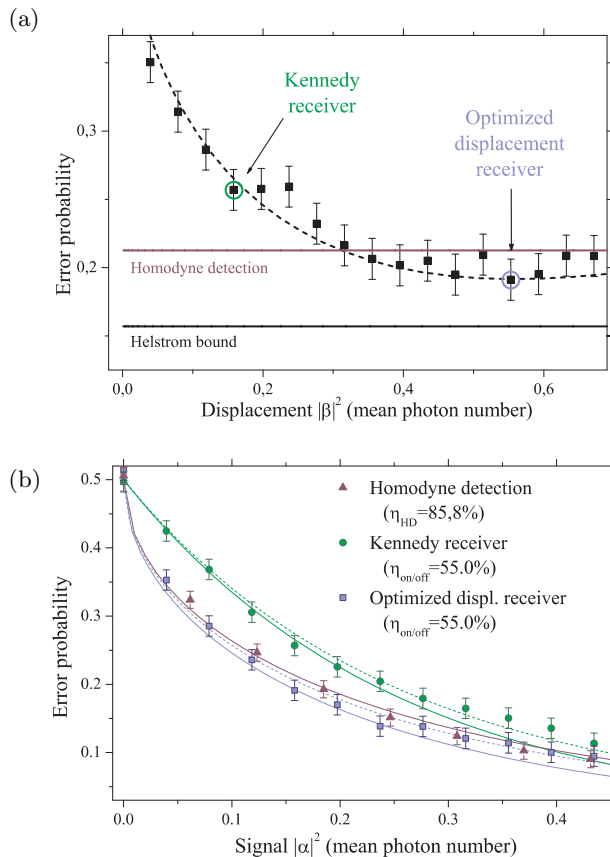 (a)
Error probability
0,3
0,2
Kennedy
receiver
Optimized
displacement
receiver
Homodyne detection
Helstrom bound
0,0 0,2 0,4 0,6
Displacement |β|² (mean photon number)
(b)
Error probability
0.5
0.4
0.3
0.2
0.1
Homodyne detection
(η_HD=85,8%)
Kennedy receiver
(η_on/off=55.0%)
Optimized displ. receiver
(η_on/off=55.0%)
0.0 0.1 0.2 0.3 0.4
Signal |α|² (mean photon number)